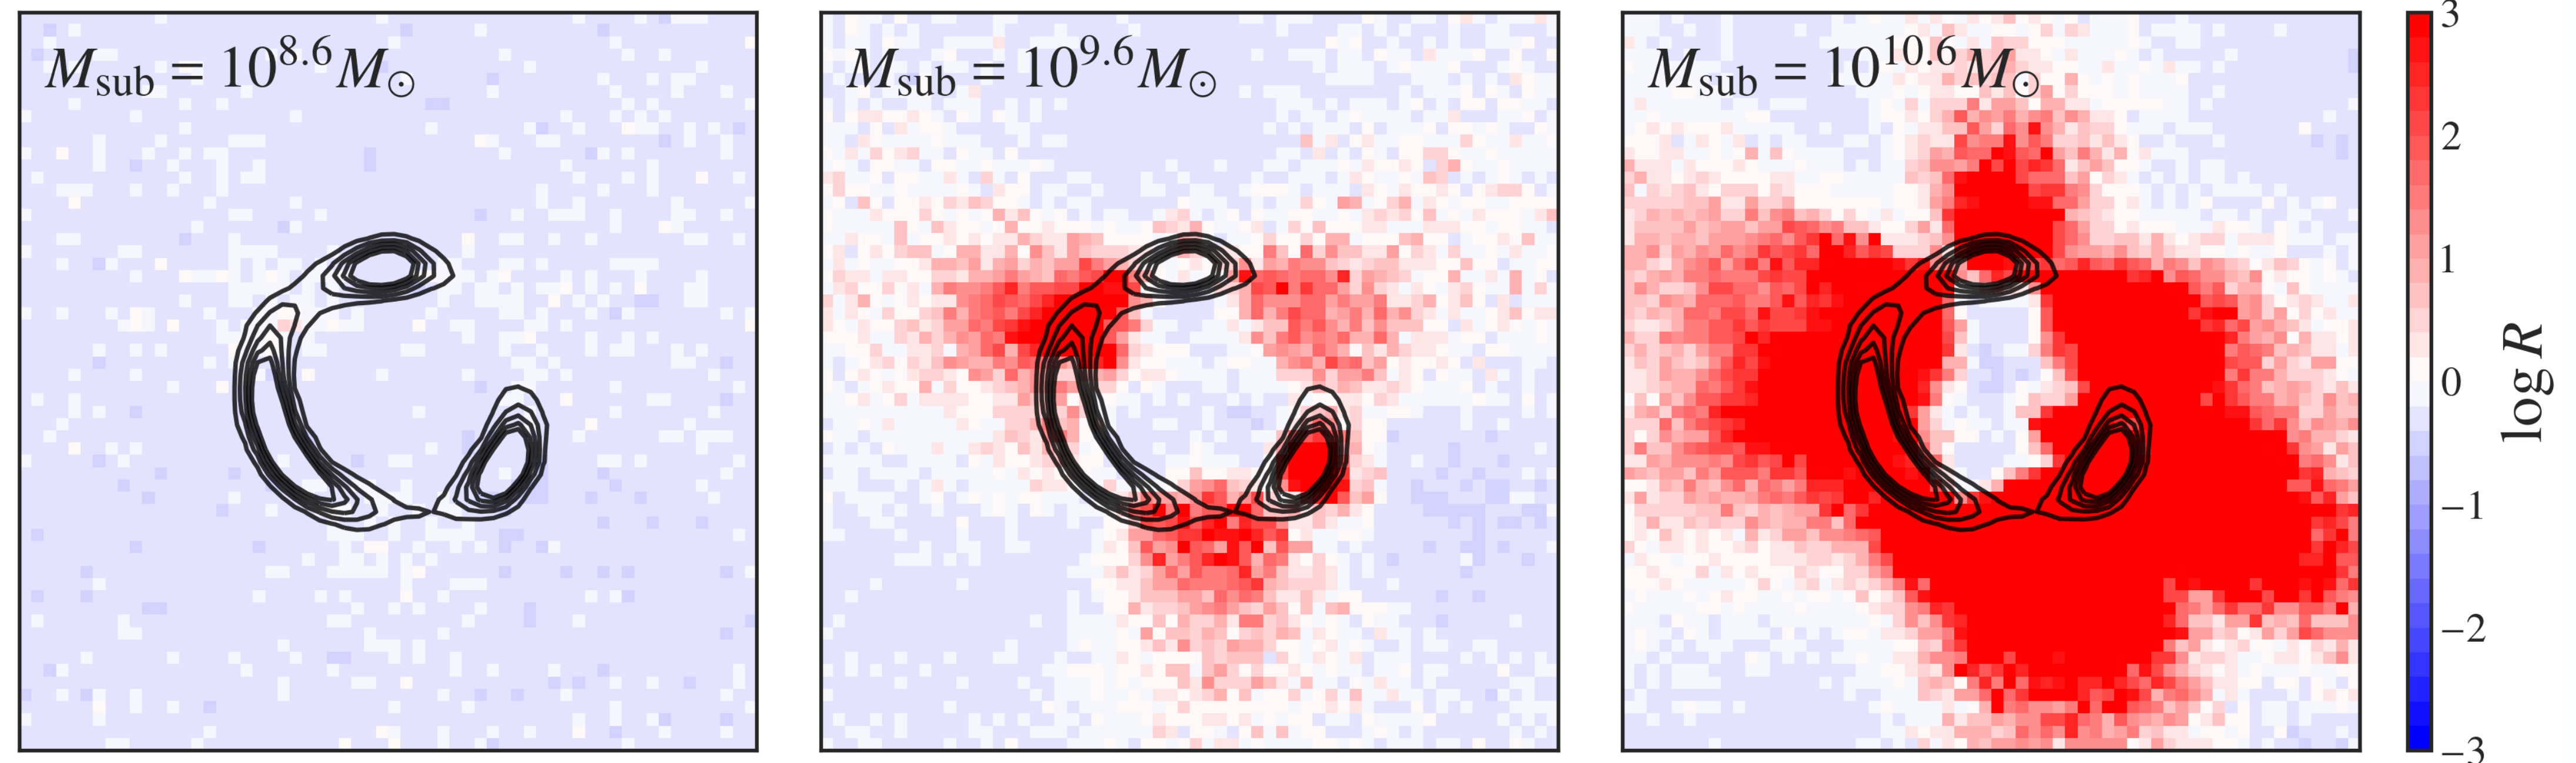 M_sub = 10^8.6 M_⊙
M_sub = 10^9.6 M_⊙
M_sub = 10^10.6 M_⊙
3
2
1
0
−1
−2
−3
log R